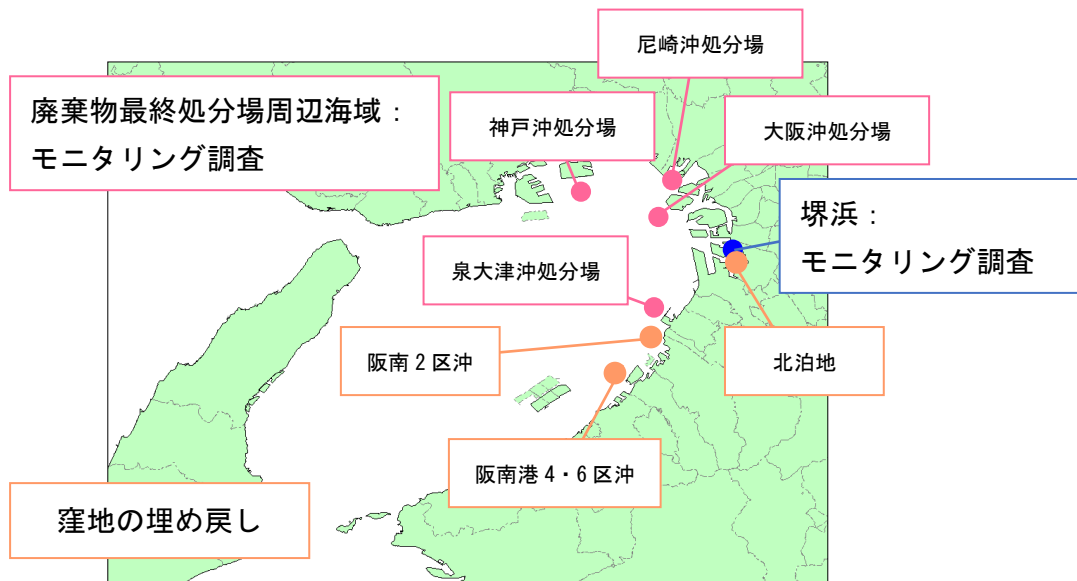 尼崎沖処分場
廃棄物最終処分場周辺海域：
モニタリング調査
神戸沖処分場
大阪沖処分場
堺浜：
モニタリング調査
泉大津沖処分場
阪南２区沖
北泊地
阪南港４・６区沖
窪地の埋め戻し